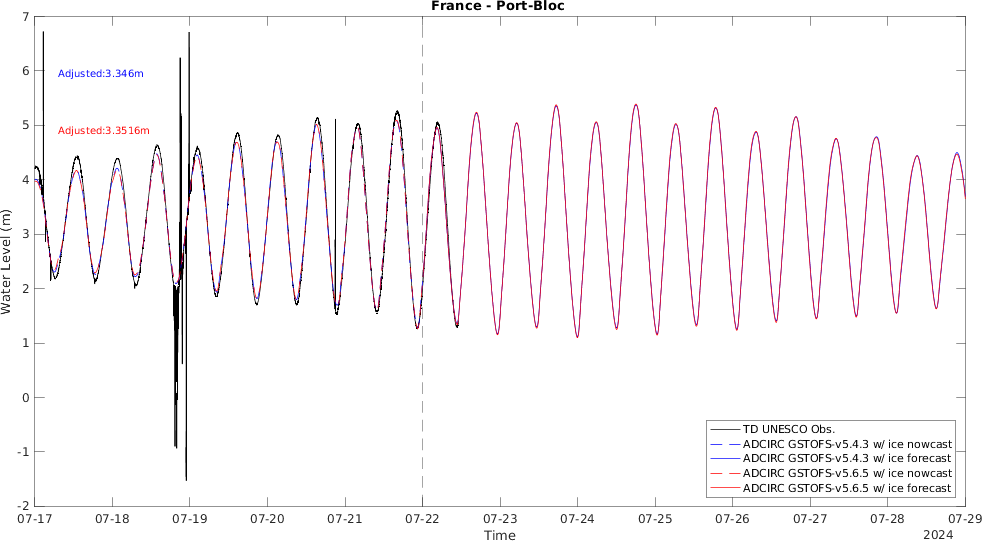 France - Port-Bloc
7
6
5
4
3
2
1
0
-1
-2
Water Level (m)
Adjusted:3.346m
Adjusted:3.3516m
TD UNESCO Obs.
ADCIRC GSTOFS-v5.4.3 w/ ice nowcast
ADCIRC GSTOFS-v5.4.3 w/ ice forecast
ADCIRC GSTOFS-v5.6.5 w/ ice nowcast
ADCIRC GSTOFS-v5.6.5 w/ ice forecast
07-17 07-18 07-19 07-20 07-21 07-22 07-23 07-24 07-25 07-26 07-27 07-28 07-29
Time
2024